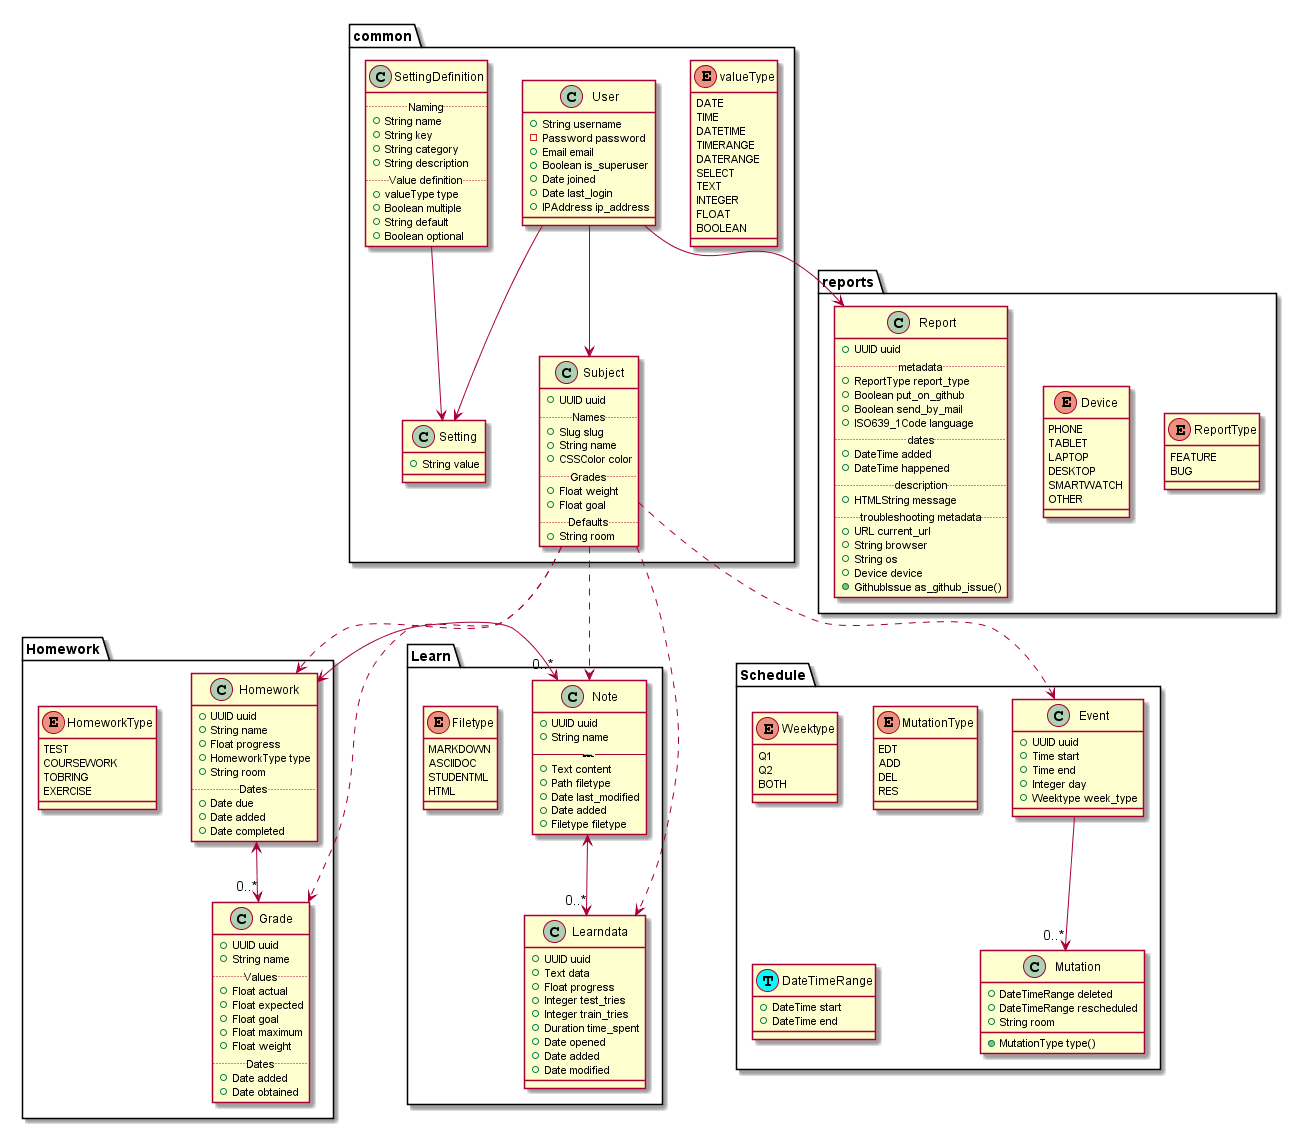 common
C SettingDefinition
Naming
String name
String key
String category
String description
Value definition
valueType type
Boolean multiple
String default
Boolean optional
C User
String username
Password password
Email email
Boolean is_superuser
Date joined
Date last_login
IPAddress ip_address
E valueType
DATE
TIME
DATETIME
TIMERANGE
DATERANGE
SELECT
TEXT
INTEGER
FLOAT
BOOLEAN
C Setting
String value
C Subject
UUID uuid
Names
Slug slug
String name
CSSColor color
Grades
Float weight
Float goal
Defaults
String room
reports
C Report
UUID uuid
metadata
ReportType report_type
Boolean put_on_github
Boolean send_by_mail
ISO639_1Code language
dates
DateTime added
DateTime happened
description
HTMLString message
troubleshooting metadata
URL current_url
String browser
String os
Device device
GithubIssue as_github_issue()
E Device
PHONE
TABLET
LAPTOP
DESKTOP
SMARTWATCH
OTHER
E ReportType
FEATURE
BUG
Homework
E HomeworkType
TEST
COURSEWORK
TOBRING
EXERCISE
C Homework
UUID uuid
String name
Float progress
HomeworkType type
String room
Dates
Date due
Date added
Date completed
0..*
C Grade
UUID uuid
String name
Values
Float actual
Float expected
Float goal
Float maximum
Float weight
Dates
Date added
Date obtained
Learn
E Filetype
MARKDOWN
ASCIIDOC
STUDENTML
HTML
0..*
C Note
UUID uuid
String name
Text content
Path filetype
Date last_modified
Date added
Filetype filetype
0..*
C Learndata
UUID uuid
Text data
Float progress
Integer test_tries
Integer train_tries
Duration time_spent
Date opened
Date added
Date modified
Schedule
E Weektype
Q1
Q2
BOTH
E MutationType
EDT
ADD
DEL
RES
C Event
UUID uuid
Time start
Time end
Integer day
Weektype week_type
0..*
T DateTimeRange
DateTime start
DateTime end
C Mutation
DateTimeRange deleted
DateTimeRange rescheduled
String room
MutationType type()